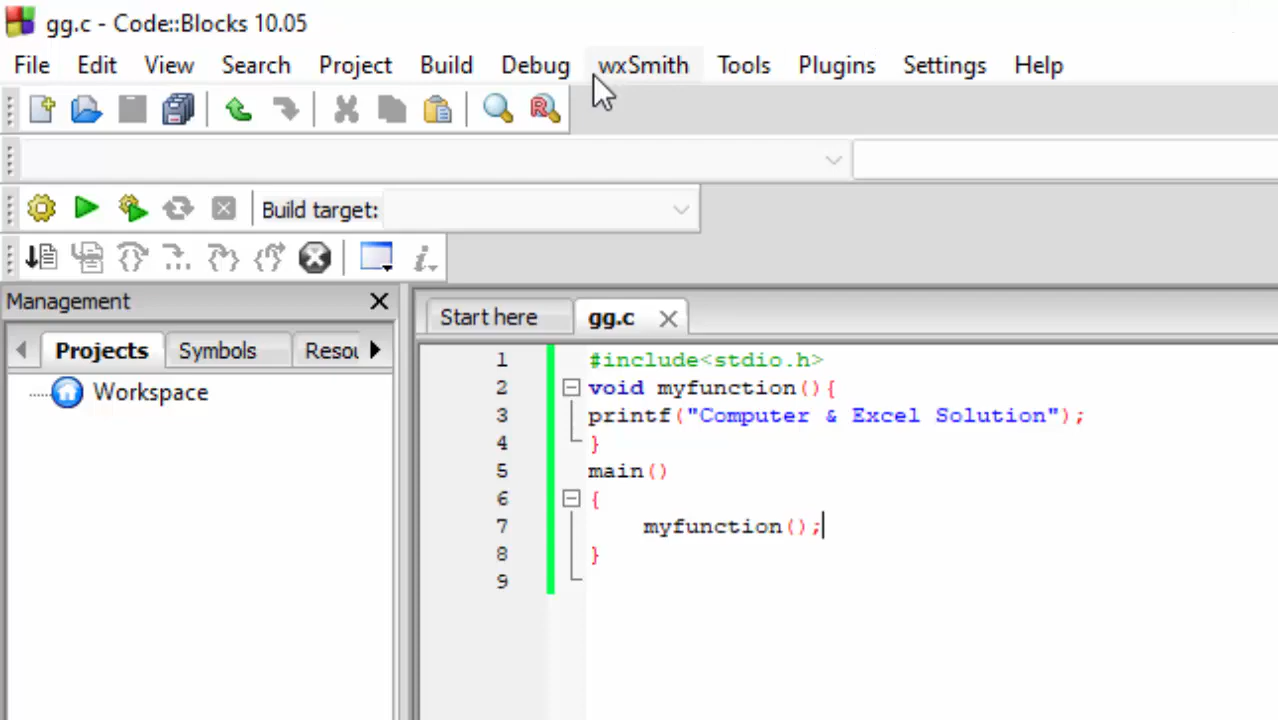 gg.c - Code::Blocks 10.05
File Edit View Search Project Build Debug wxSmith Tools Plugins Settings Help
Build target:
Management
Projects Symbols
Workspace
Start here gg.c
1 #include<stdio.h>
2 void myfunction(){
3 printf("Computer & Excel Solution");
4 }
5 main()
6 {
7 myfunction();
8 }
9